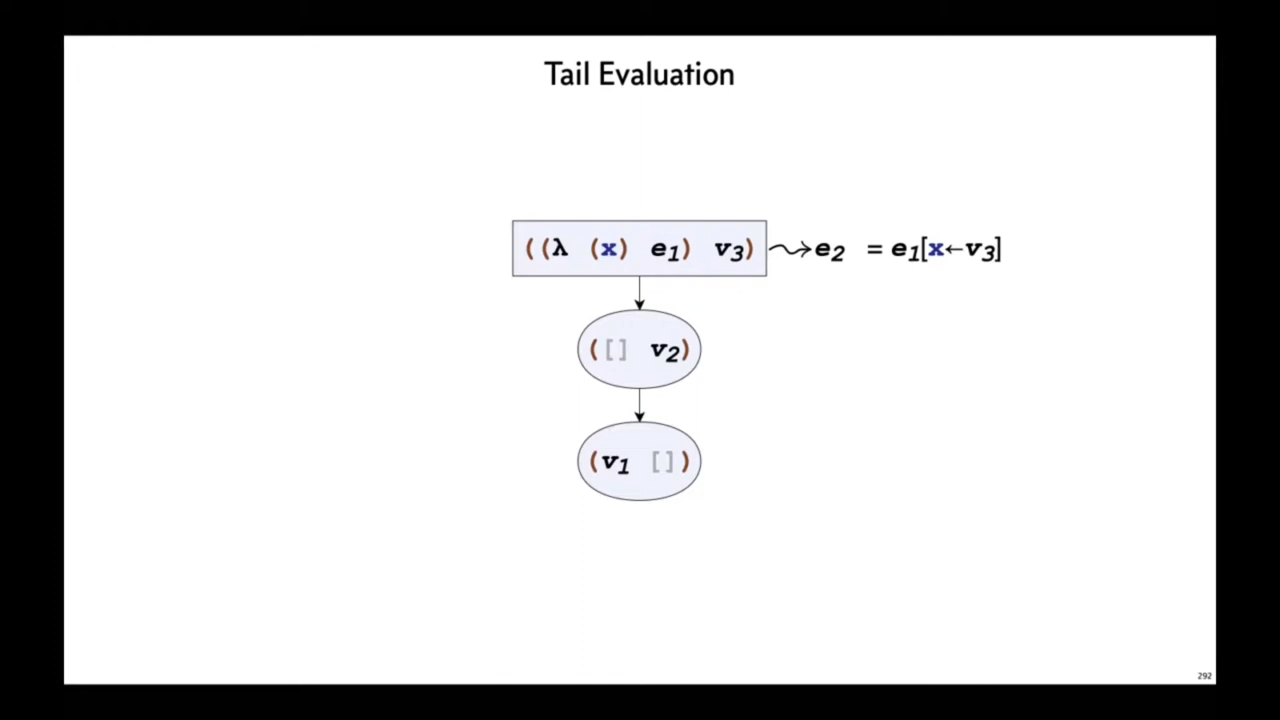 Tail Evaluation
((λ (x) e₁) v₃) ⇝ e₂ = e₁[x←v₃]
([] v₂)
(v₁ [])
292